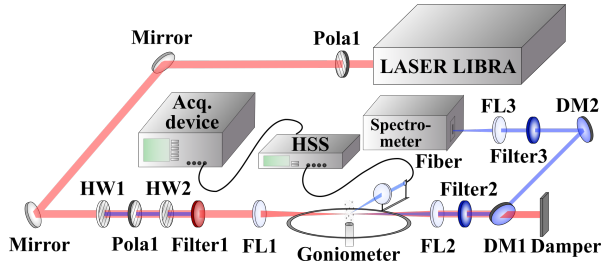 Mirror
Pola1
LASER LIBRA
Acq.
device
HSS
Spectro-
meter
Fiber
FL3
Filter3
DM2
HW1
Pola1
HW2
Filter1
FL1
Goniometer
FL2
Filter2
DM1
Damper
Mirror